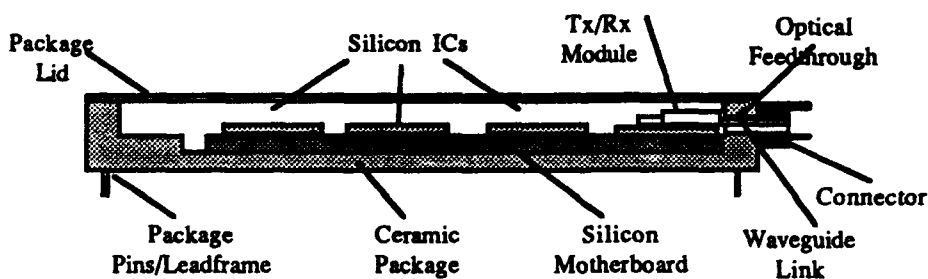 Package
Lid
Silicon ICs
Tx/Rx
Module
Optical
Feedthrough
Connector
Package
Pins/Leadframe
Ceramic
Package
Silicon
Motherboard
Waveguide
Link